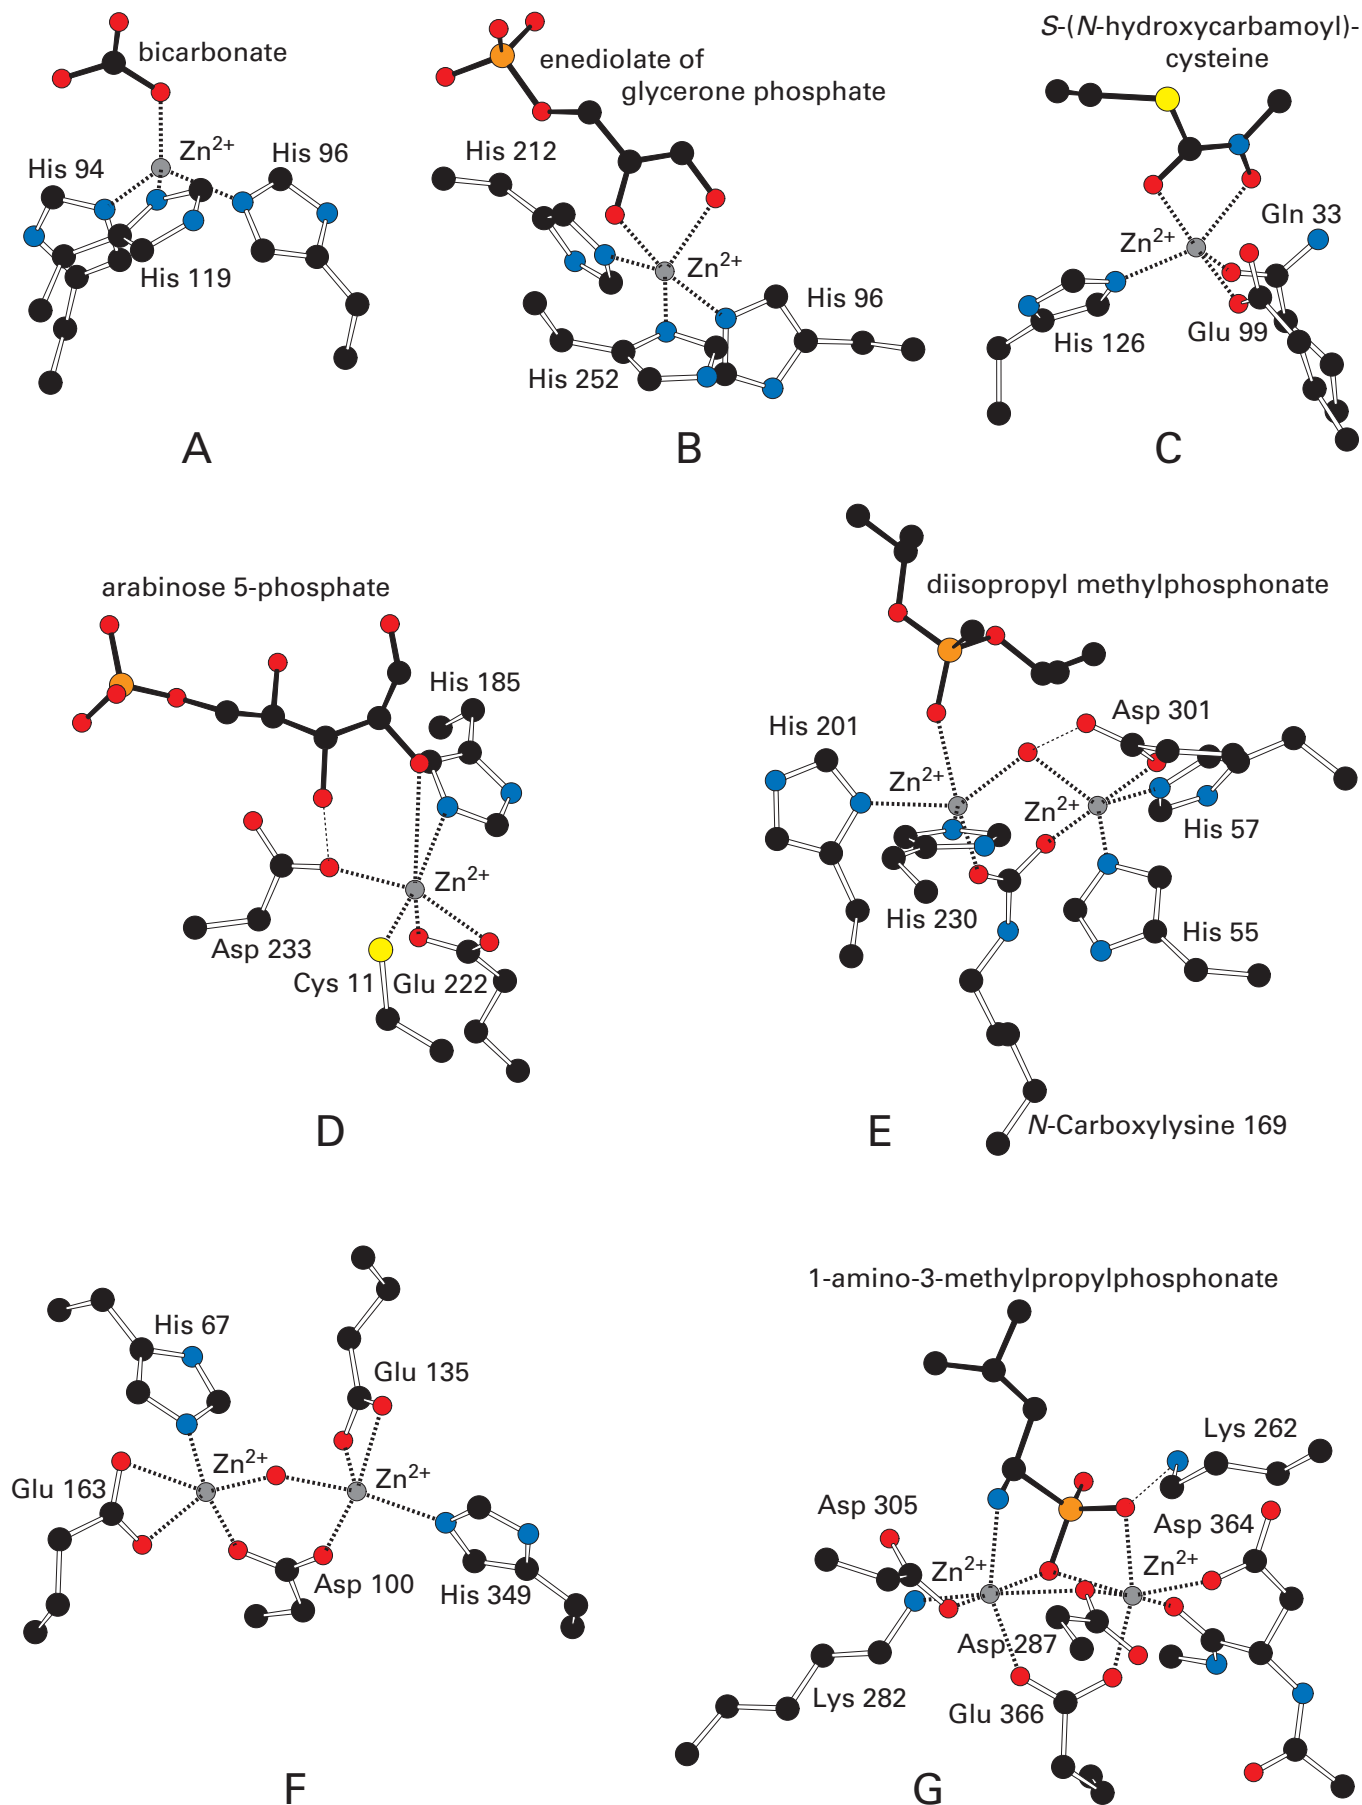 bicarbonate
Zn2+
His 94
His 96
His 119
A
enediolate of
glycerone phosphate
His 212
Zn2+
His 96
His 252
B
S-(N-hydroxycarbamoyl)-
cysteine
Gln 33
Zn2+
Glu 99
His 126
C
arabinose 5-phosphate
His 185
Zn2+
Asp 233
Cys 11
Glu 222
D
diisopropyl methylphosphonate
Asp 301
His 201
Zn2+
Zn2+
His 57
His 230
His 55
N-Carboxylysine 169
E
His 67
Glu 135
Zn2+
Zn2+
Glu 163
Asp 100
His 349
F
1-amino-3-methylpropylphosphonate
Lys 262
Asp 305
Asp 364
Zn2+
Zn2+
Asp 287
Lys 282
Glu 366
G